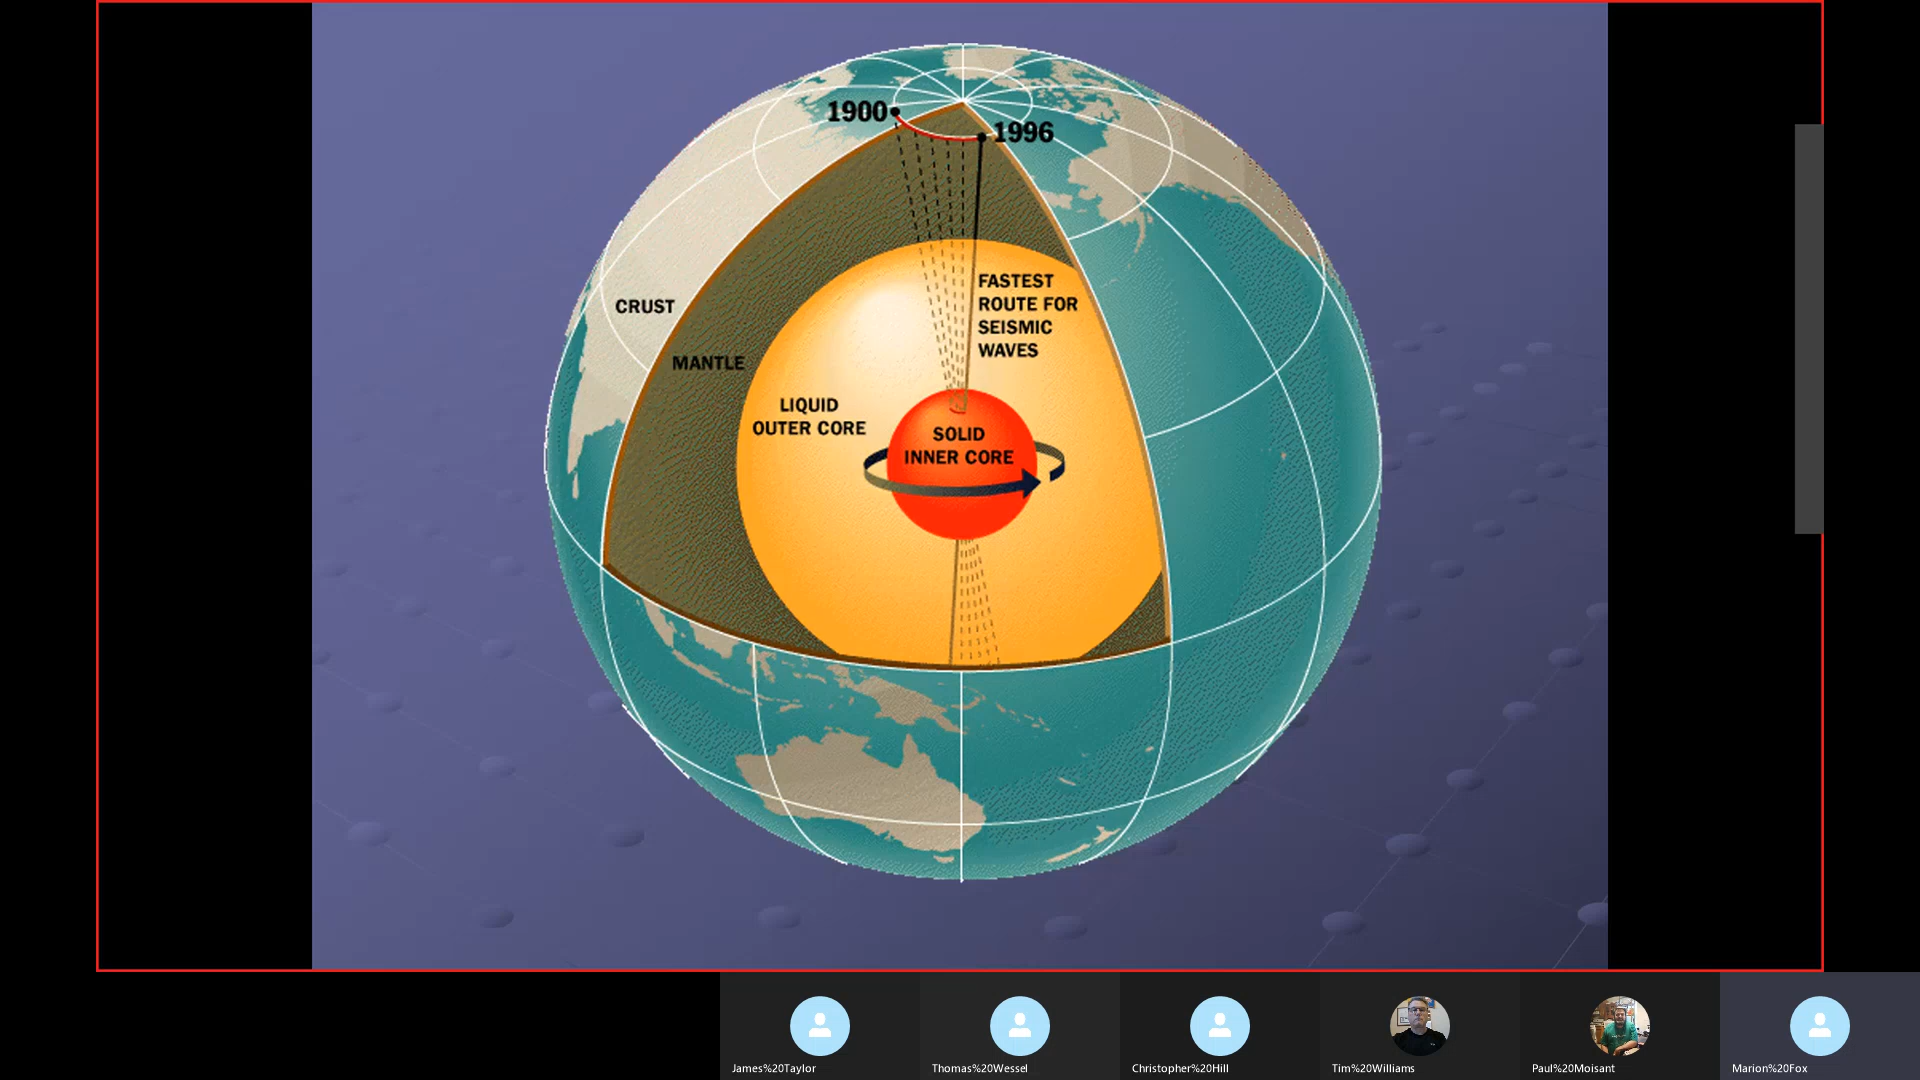 1900
1996
FASTEST
ROUTE FOR
SEISMIC
WAVES
CRUST
MANTLE
LIQUID
OUTER CORE
SOLID
INNER CORE
James%20Taylor
Thomas%20Wessel
Christopher%20Hill
Tim%20Williams
Paul%20Moisant
Marion%20Fox